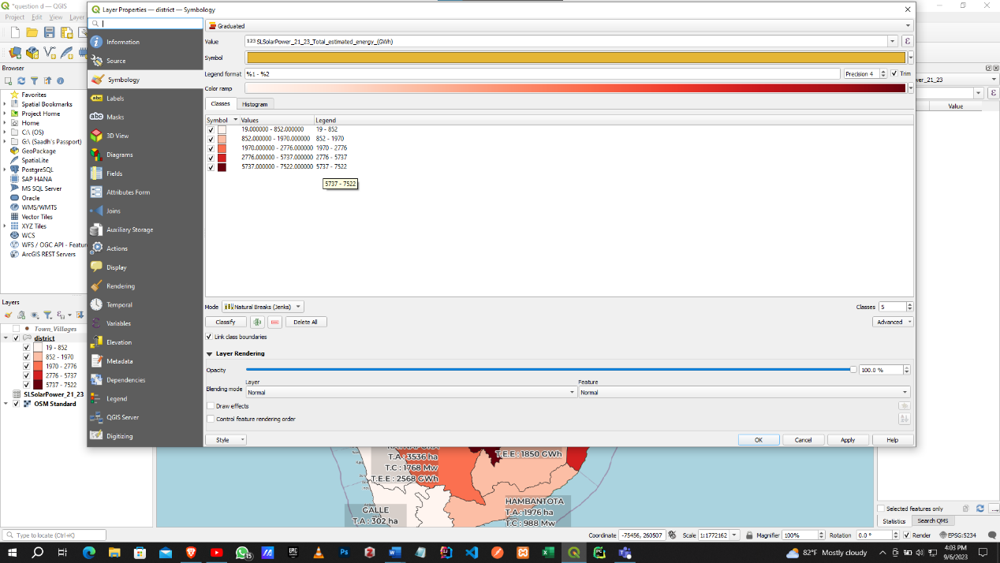 *question d — QGIS
Project Edit View Layer
Layer Properties — district — Symbology
Information
Source
Symbology
Labels
Masks
3D View
Diagrams
Fields
Attributes Form
Joins
Auxiliary Storage
Actions
Display
Rendering
Temporal
Variables
Elevation
Metadata
Dependencies
Legend
QGIS Server
Digitizing
Graduated
Value 123 SLSolarPower_21_23_Total_estimated_energy_(GWh) ε
Symbol
Legend format %1 - %2 Precision 4 Trim
Color ramp
Classes Histogram
Symbol Values Legend
19.000000 - 852.000000 19 - 852
852.000000 - 1970.000000 852 - 1970
1970.000000 - 2776.000000 1970 - 2776
2776.000000 - 5737.000000 2776 - 5737
5737.000000 - 7522.000000 5737 - 7522
5737 - 7522
Mode Natural Breaks (Jenks) Classes 5
Classify Delete All Advanced
Link class boundaries
Layer Rendering
Opacity 100.0 %
Layer Feature
Blending mode Normal Normal
Draw effects
Control feature rendering order
Style OK Cancel Apply Help
Browser
Favorites
Spatial Bookmarks
Project Home
Home
C:\ (OS)
G:\ (Saadh's Passport)
GeoPackage
SpatiaLite
PostgreSQL
SAP HANA
MS SQL Server
Oracle
WMS/WMTS
Vector Tiles
XYZ Tiles
WCS
WFS / OGC API - Featur
ArcGIS REST Servers
Layers
Town_Villages
district
19 - 852
852 - 1970
1970 - 2776
2776 - 5737
5737 - 7522
SLSolarPower_21_23
OSM Standard
er_21_23
ε
Value
T.A : 3536 ha
T.C : 1768 Mw
T.E.E : 2568 GWh
T.E.E : 1850 GWh
GALLE
T.A : 302 ha
HAMBANTOTA
T.A : 1976 ha
T.C : 988 Mw
Selected features only
Statistics Search QMS
Type to locate (Ctrl+K) Coordinate -75456, 260507 Scale 1:1772162 Magnifier 100% Rotation 0.0 ° Render EPSG:5234
15 82°F Mostly cloudy 4:03 PM
9/6/2023